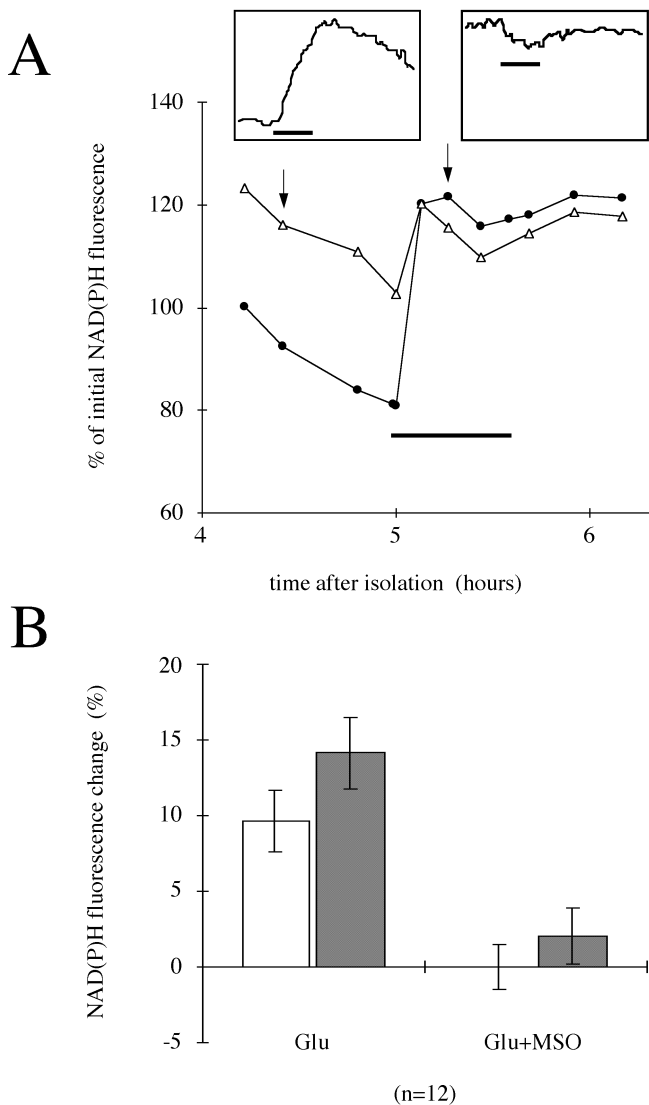 A
% of initial NAD(P)H fluorescence
140
120
100
80
60
4 5 6
time after isolation (hours)
B
NAD(P)H fluorescence change (%)
20
15
10
5
0
-5
Glu Glu+MSO
(n=12)